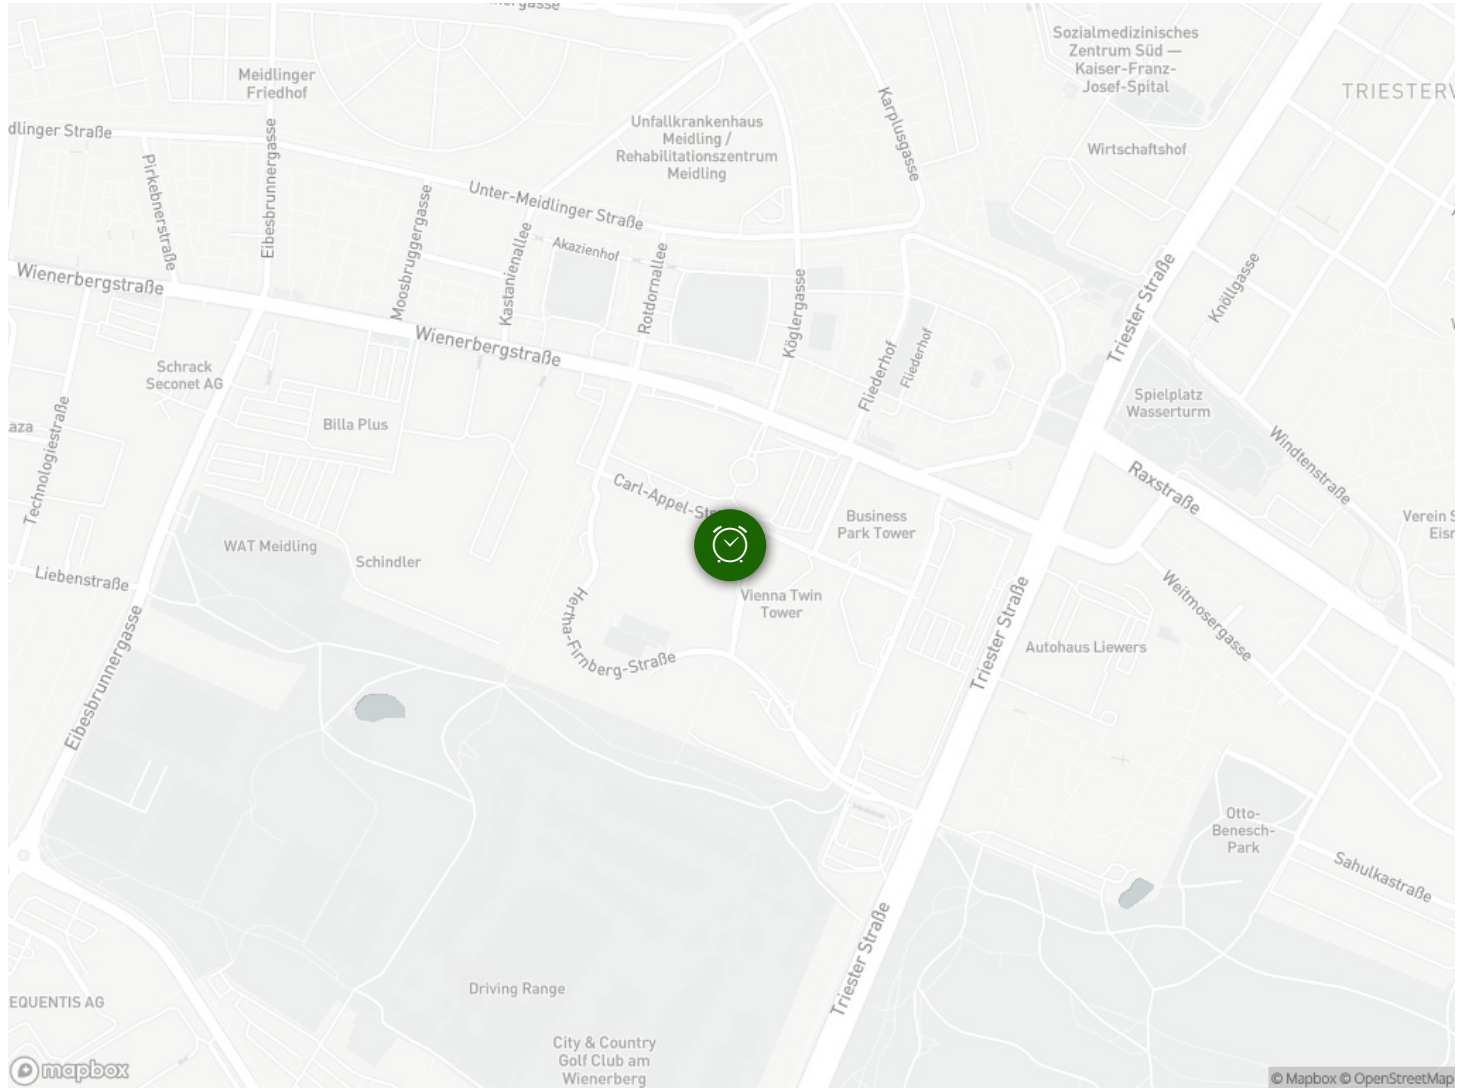 Meidlinger
Friedhof
Sozialmedizinisches
Zentrum Süd —
Kaiser-Franz-
Josef-Spital
Unfallkrankenhaus
Meidling /
Rehabilitationszentrum
Meidling
Karplusgasse
Wirtschaftshof
dlinger Straße
Pirkebnerstraße
Eibesbrunnergasse
Moosbruggergasse
Unter-Meidlinger Straße
Kastanienallee
Akazienhof
Rotdornallee
Köglergasse
Fliederhof
Fliederhof
Triester Straße
Knöllgasse
Wienerbergstraße
Wienerbergstraße
Schrack
Seconet AG
Billa Plus
Technologiestraße
aza
Spielplatz
Wasserturm
Windtenstraße
Raxstraße
Carl-Appel-Str
Business
Park Tower
Verein S
Eisr
WAT Meidling
Schindler
Liebenstraße
Vienna Twin
Tower
Hertha-Firnberg-Straße
Triester Straße
Weitmosergasse
Autohaus Liewers
Eibesbrunnergasse
Otto-
Benesch-
Park
Sahulkastraße
Triester Straße
Driving Range
EQUENTIS AG
City & Country
Golf Club am
Wienerberg
mapbox
© Mapbox © OpenStreetMap